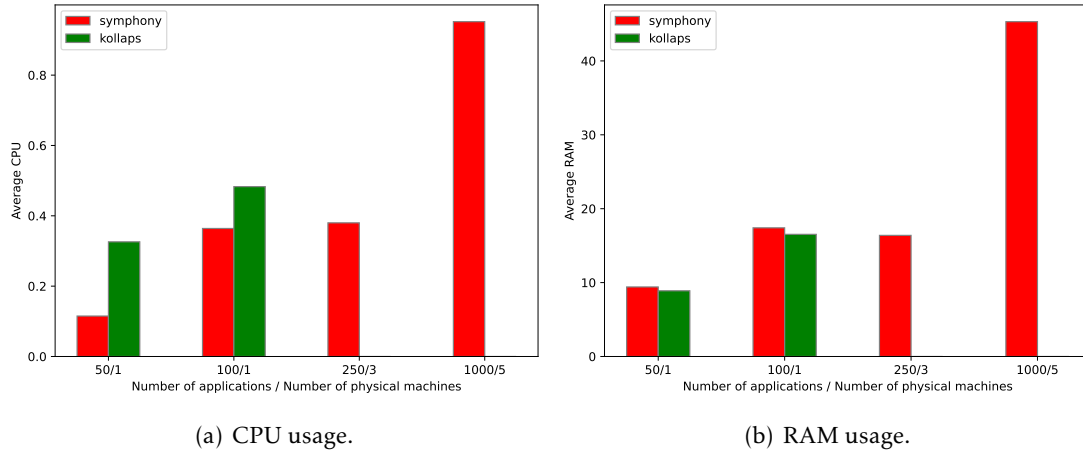 symphony
kollaps
0.8
0.6
0.4
0.2
0.0
Average CPU
50/1
100/1
250/3
1000/5
Number of applications / Number of physical machines
(a) CPU usage.
symphony
kollaps
40
30
20
10
0
Average RAM
50/1
100/1
250/3
1000/5
Number of applications / Number of physical machines
(b) RAM usage.